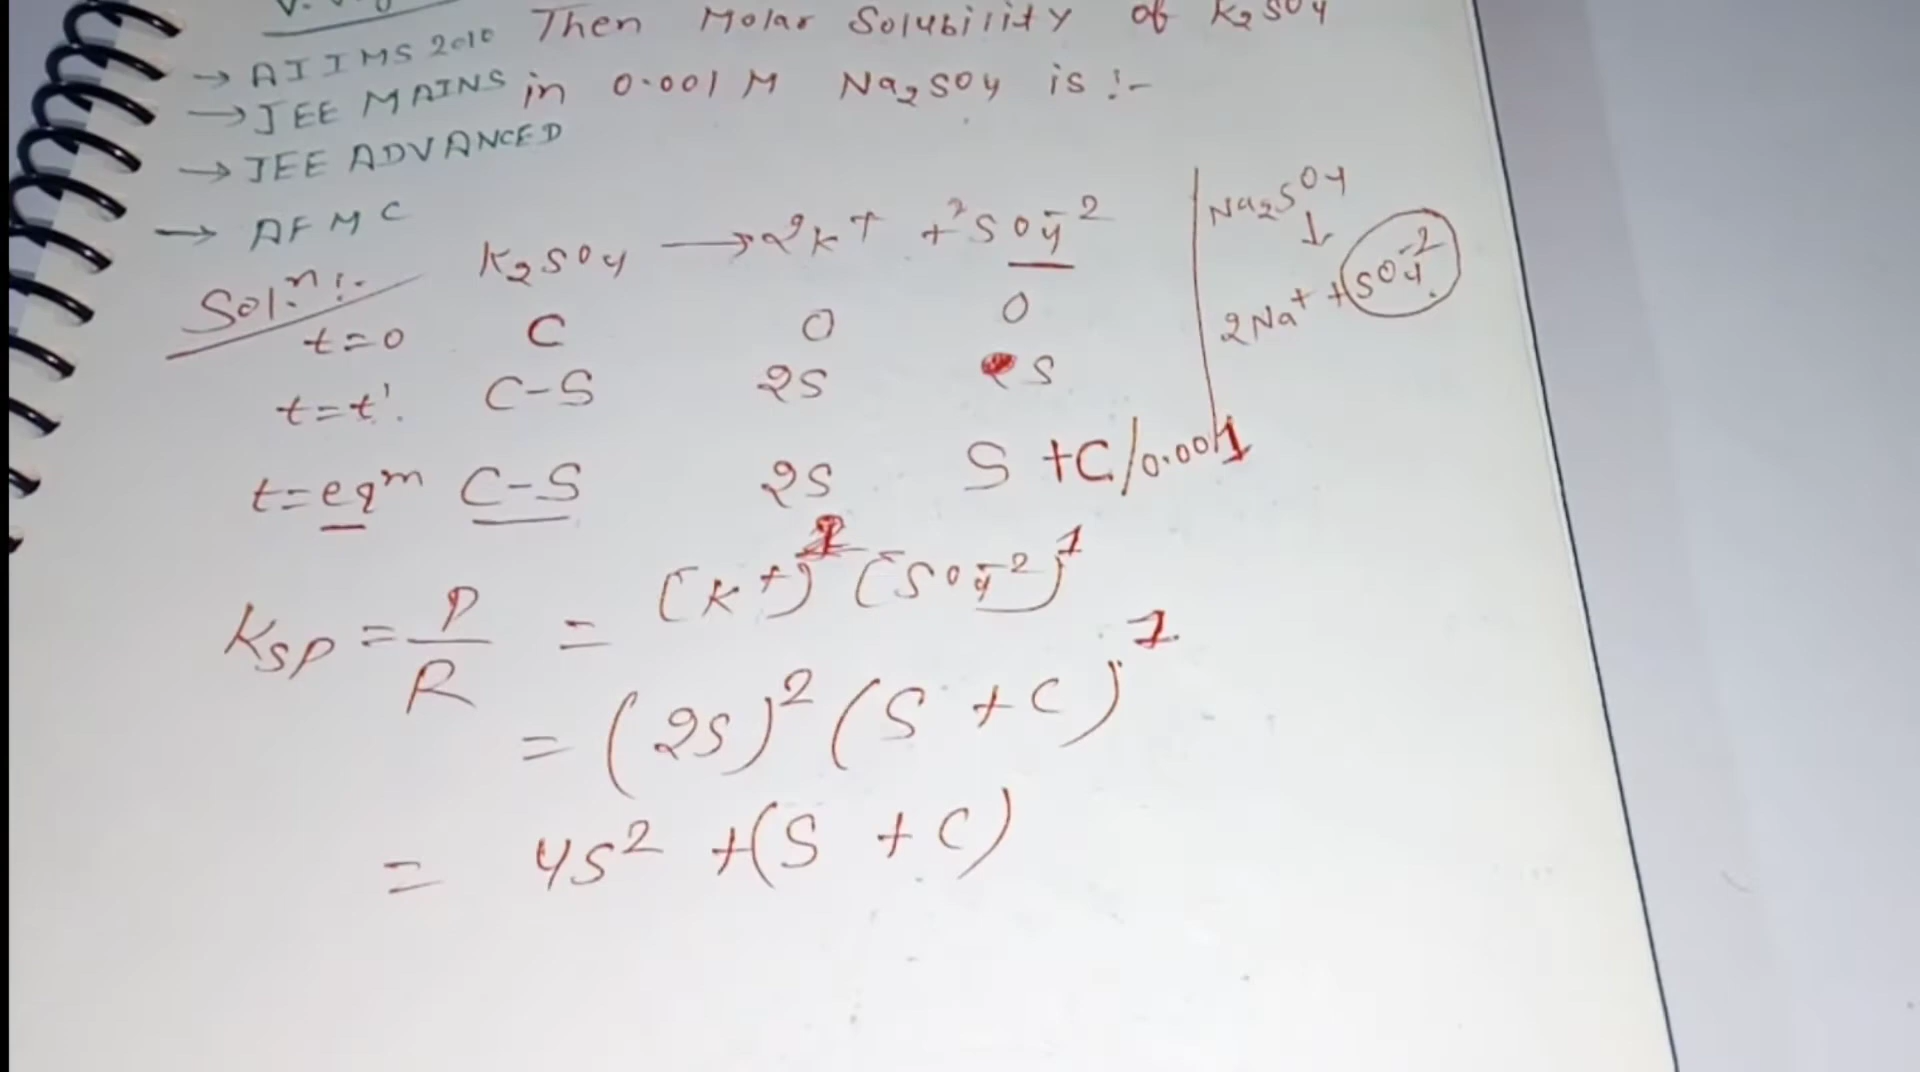 Then Molar Solubility of K₂SO₄
→ AIIMS 2010
in 0.001 M Na₂SO₄ is :-
→ JEE MAINS
→ JEE ADVANCED
→ AFMC
Solⁿ:-
K₂SO₄ → 2K⁺ + SO₄⁻²
t=0 C 0 0
t=t'. C-S 2S S
t=eqᵐ C-S 2S S +C/0.001
Na₂SO₄
↓
2Na⁺ + SO₄⁻²
Ksp = P/R = [K⁺]² [SO₄⁻²]¹
= (2S)² (S + C)¹
= 4S² +(S + C)